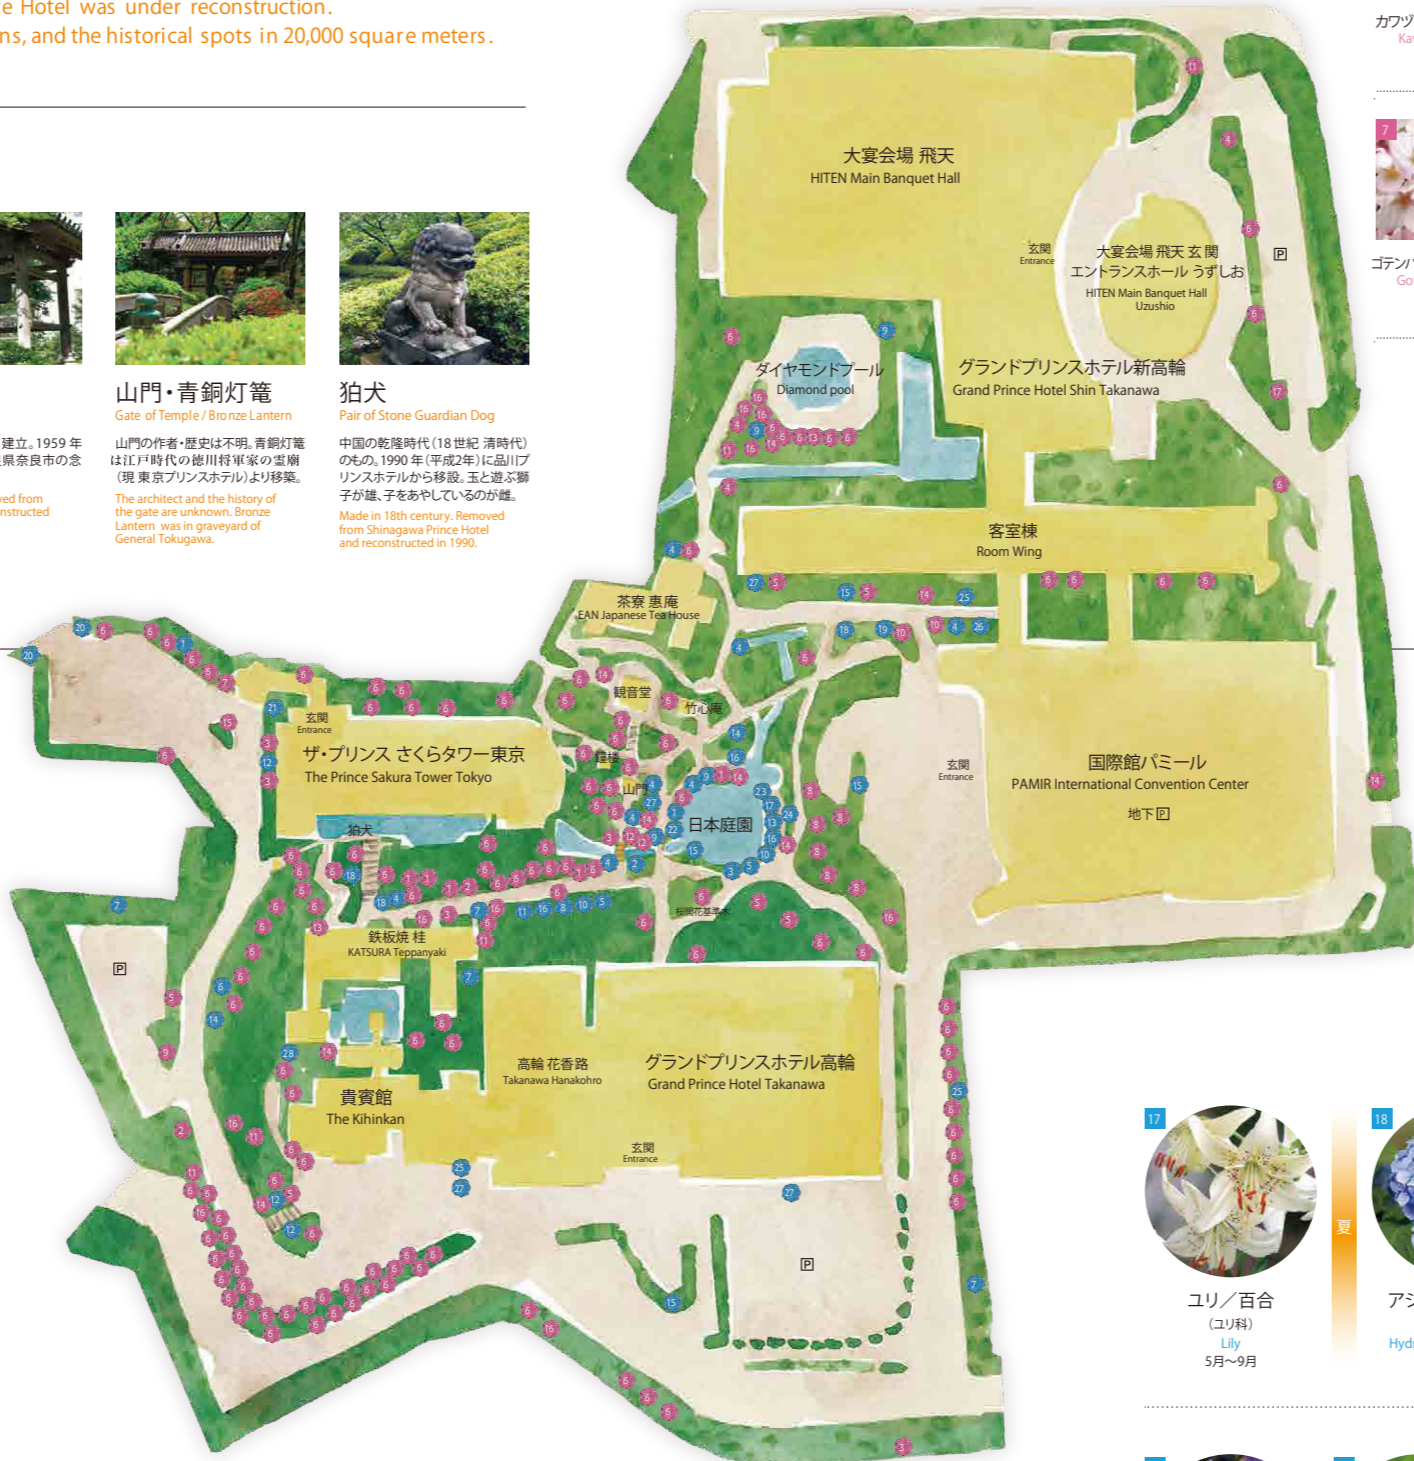 ce Hotel was under reconstruction.
ns, and the historical spots in 20,000 square meters.
建立。1959 年
県奈良市の念
ved from
nstructed
山門・青銅灯篭
Gate of Temple / Bronze Lantern
山門の作者・歴史は不明。青銅灯篭
は江戸時代の徳川将軍家の霊廟
（現 東京プリンスホテル）より移築。
The architect and the history of
the gate are unknown. Bronze
Lantern was in graveyard of
General Tokugawa.
狛犬
Pair of Stone Guardian Dog
中国の乾隆時代（18世紀 清時代）
のもの。1990 年（平成2年）に品川プ
リンスホテルから移設。玉と遊ぶ獅
子が雄、子をあやしているのが雌。
Made in 18th century. Removed
from Shinagawa Prince Hotel
and reconstructed in 1990.
大宴会場 飛天
HITEN Main Banquet Hall
玄関
Entrance
大宴会場 飛天 玄関
エントランスホール うずしお
HITEN Main Banquet Hall
Uzushio
P
ダイヤモンドプール
Diamond pool
グランドプリンスホテル新高輪
Grand Prince Hotel Shin Takanawa
客室棟
Room Wing
茶寮 惠庵
EAN Japanese Tea House
観音堂
竹心庵
鐘楼
山門
日本庭園
玄関
Entrance
ザ・プリンス さくらタワー東京
The Prince Sakura Tower Tokyo
狛犬
玄関
Entrance
国際館パミール
PAMIR International Convention Center
地下 P
桜開花基準木
鉄板焼 桂
KATSURA Teppanyaki
P
高輪 花香路
Takanawa Hanakohro
グランドプリンスホテル高輪
Grand Prince Hotel Takanawa
貴賓館
The Kihinkan
玄関
Entrance
P
カワヅ
Ka
7
ゴテンバ
Go
17
夏
18
ユリ／百合
（ユリ科）
Lily
5月～9月
アジ
Hydr